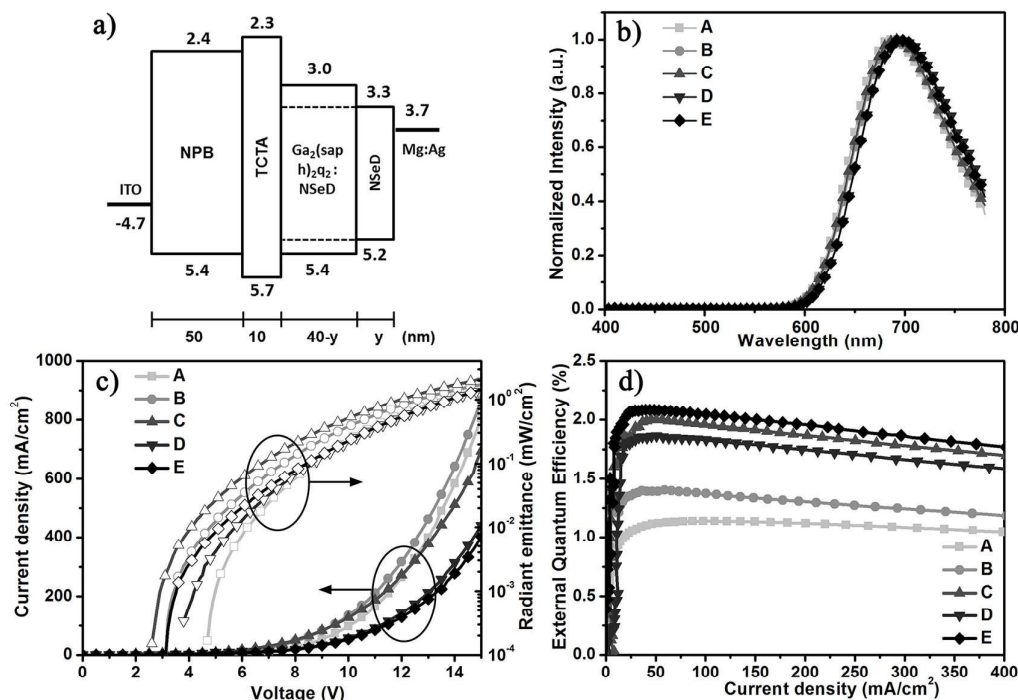 a)
2.4
2.3
3.0
3.3
3.7
NPB
TCTA
Ga2(sap
h)2q2:
NSeD
NSeD
Mg:Ag
ITO
-4.7
5.4
5.7
5.4
5.2
50
10
40-y
y
(nm)
b)
A
B
C
D
E
Normalized Intensity (a.u.)
1.0
0.8
0.6
0.4
0.2
0.0
400
500
600
700
800
Wavelength (nm)
c)
A
B
C
D
E
Current density (mA/cm²)
1000
800
600
400
200
0
0
2
4
6
8
10
12
14
Voltage (V)
10⁰
10⁻¹
10⁻²
10⁻³
10⁻⁴
Radiant emittance (mW/cm²)
d)
External Quantum Efficiency (%)
2.5
2.0
1.5
1.0
0.5
0.0
A
B
C
D
E
0
50
100
150
200
250
300
350
400
Current density (mA/cm²)